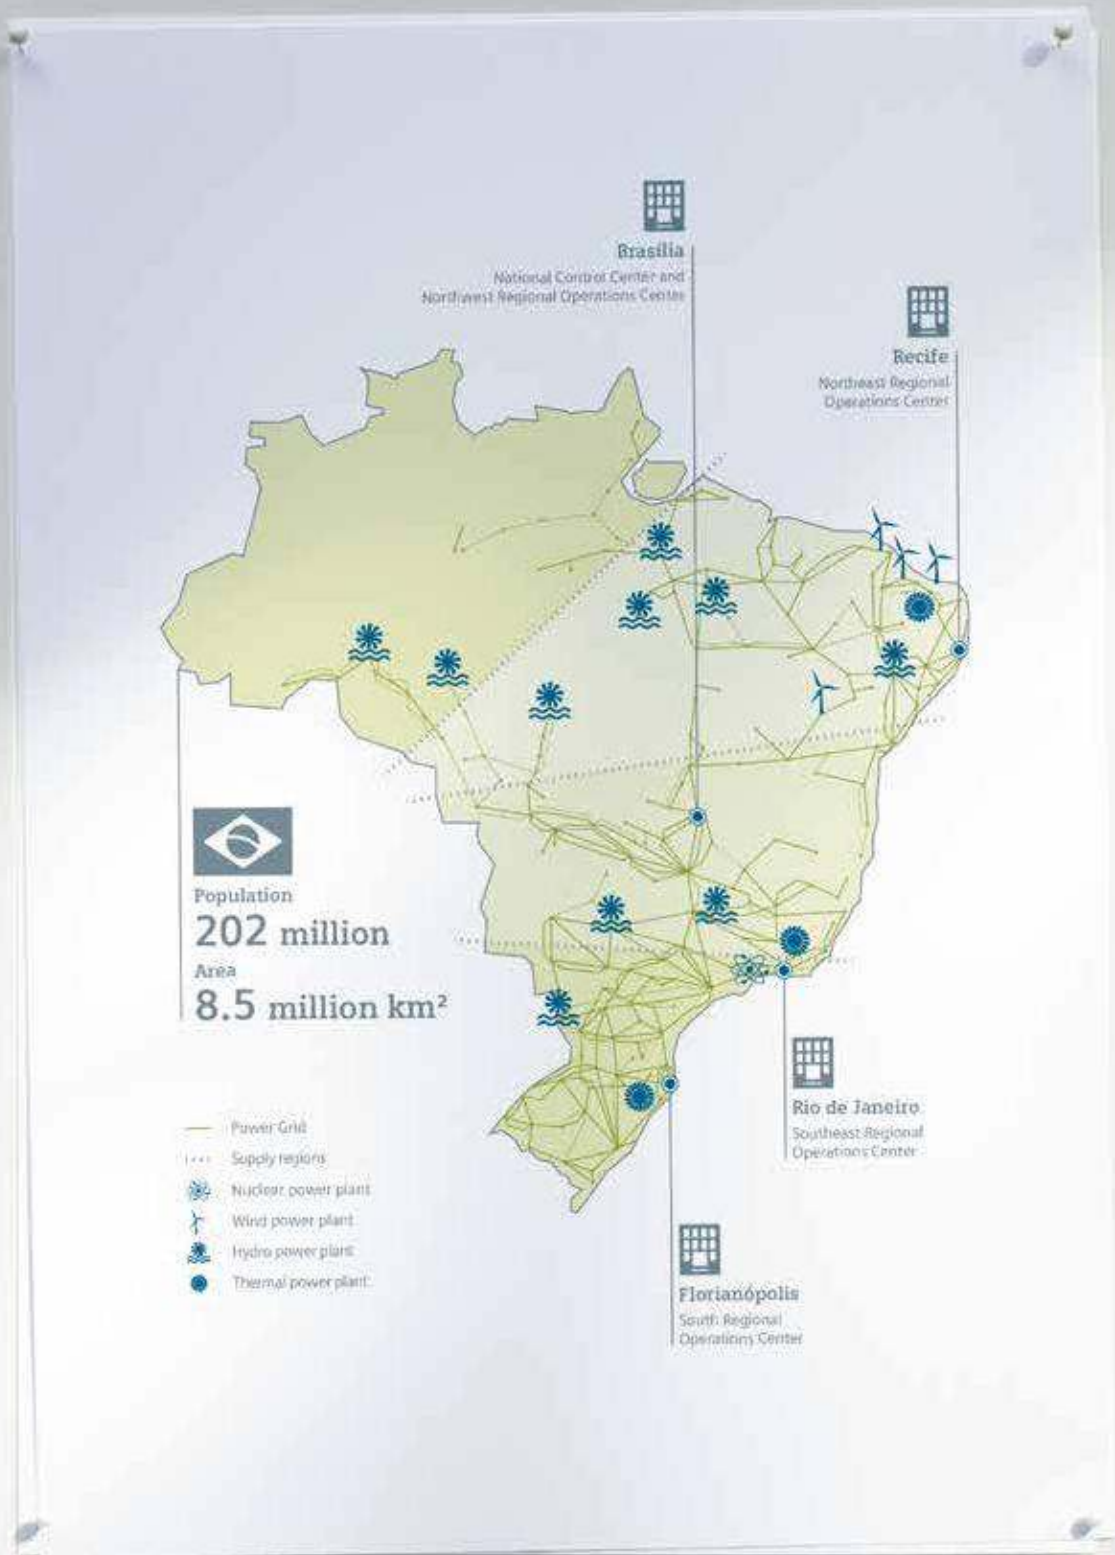 Brasília
National Control Center and
Northwest Regional Operations Center
Recife
Northeast Regional
Operations Center
Population
202 million
Area
8.5 million km²
Power Grid
Supply regions
Nuclear power plant
Wind power plant
Hydro power plant
Thermal power plant
Rio de Janeiro
Southeast Regional
Operations Center
Florianópolis
South Regional
Operations Center